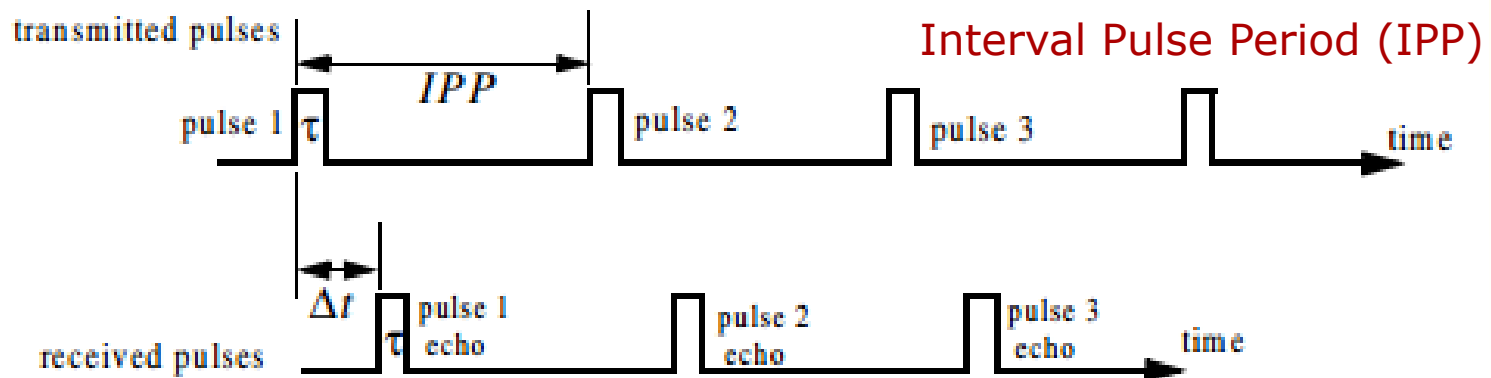 transmitted pulses
Interval Pulse Period (IPP)
IPP
pulse 1
τ
pulse 2
pulse 3
time
Δt
τ
pulse 1
echo
pulse 2
echo
pulse 3
echo
time
received pulses